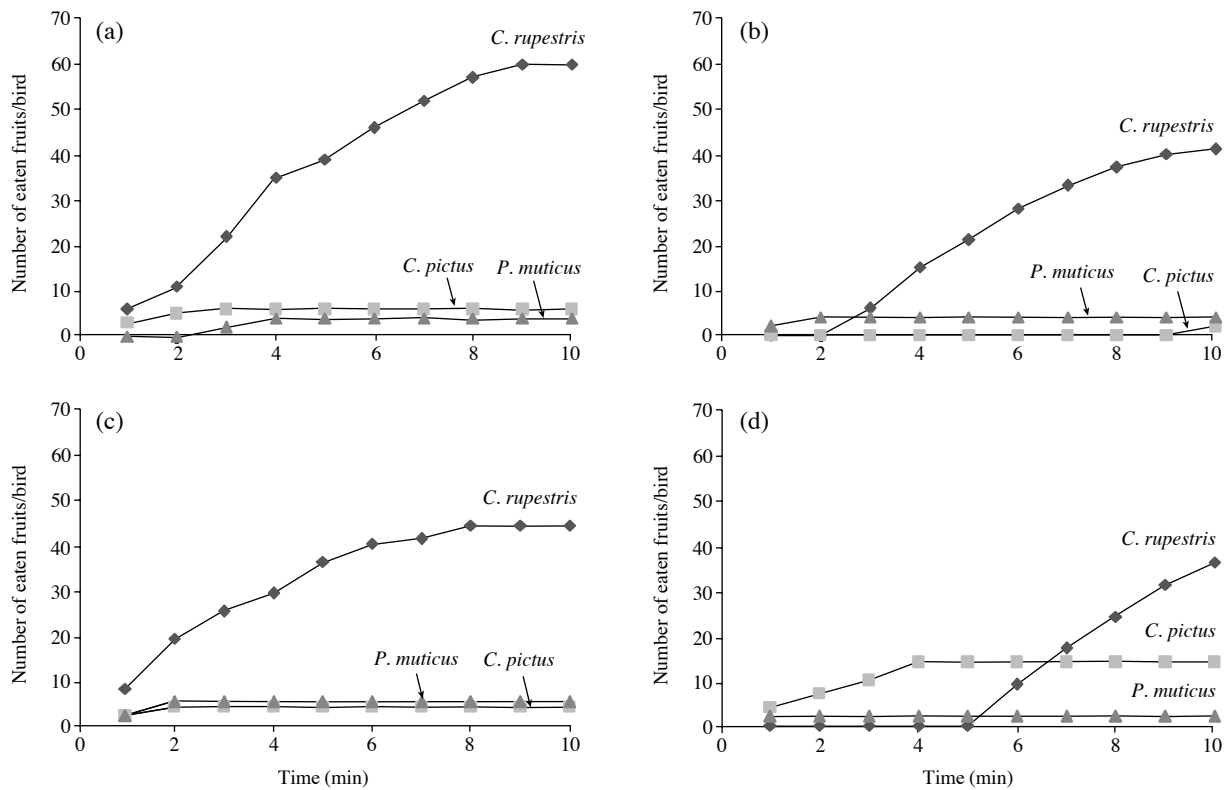 (a)
Number of eaten fruits/bird
70
60
50
40
30
20
10
0
0 2 4 6 8 10
C. rupestris
C. pictus
P. muticus
(b)
Number of eaten fruits/bird
70
60
50
40
30
20
10
0
0 2 4 6 8 10
C. rupestris
P. muticus
C. pictus
(c)
Number of eaten fruits/bird
70
60
50
40
30
20
10
0
0 2 4 6 8 10
Time (min)
C. rupestris
P. muticus
C. pictus
(d)
Number of eaten fruits/bird
70
60
50
40
30
20
10
0
0 2 4 6 8 10
Time (min)
C. rupestris
C. pictus
P. muticus